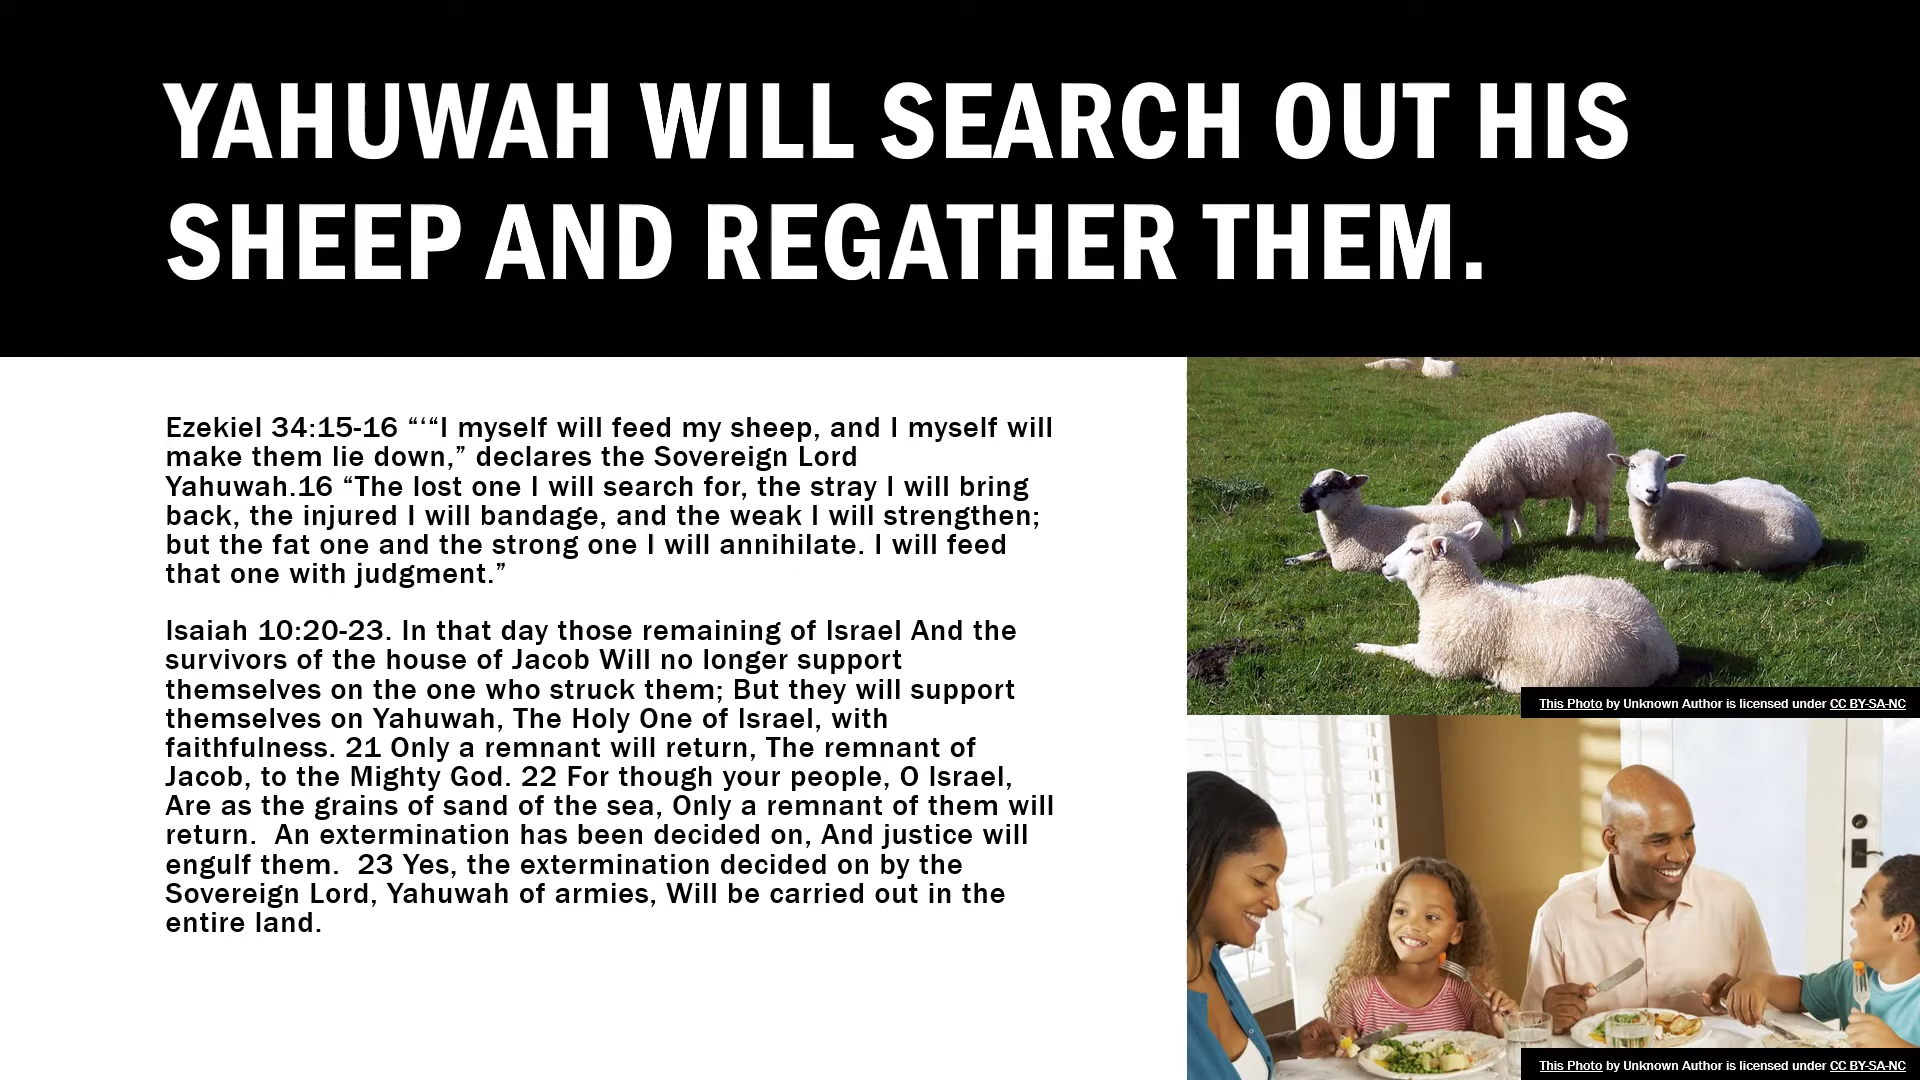 YAHUWAH WILL SEARCH OUT HIS
SHEEP AND REGATHER THEM.
Ezekiel 34:15-16 “‘“I myself will feed my sheep, and I myself will
make them lie down,” declares the Sovereign Lord
Yahuwah.16 “The lost one I will search for, the stray I will bring
back, the injured I will bandage, and the weak I will strengthen;
but the fat one and the strong one I will annihilate. I will feed
that one with judgment.”
Isaiah 10:20-23. In that day those remaining of Israel And the
survivors of the house of Jacob Will no longer support
themselves on the one who struck them; But they will support
themselves on Yahuwah, The Holy One of Israel, with
faithfulness. 21 Only a remnant will return, The remnant of
Jacob, to the Mighty God. 22 For though your people, O Israel,
Are as the grains of sand of the sea, Only a remnant of them will
return.  An extermination has been decided on, And justice will
engulf them.  23 Yes, the extermination decided on by the
Sovereign Lord, Yahuwah of armies, Will be carried out in the
entire land.
This Photo by Unknown Author is licensed under CC BY-SA-NC
This Photo by Unknown Author is licensed under CC BY-SA-NC